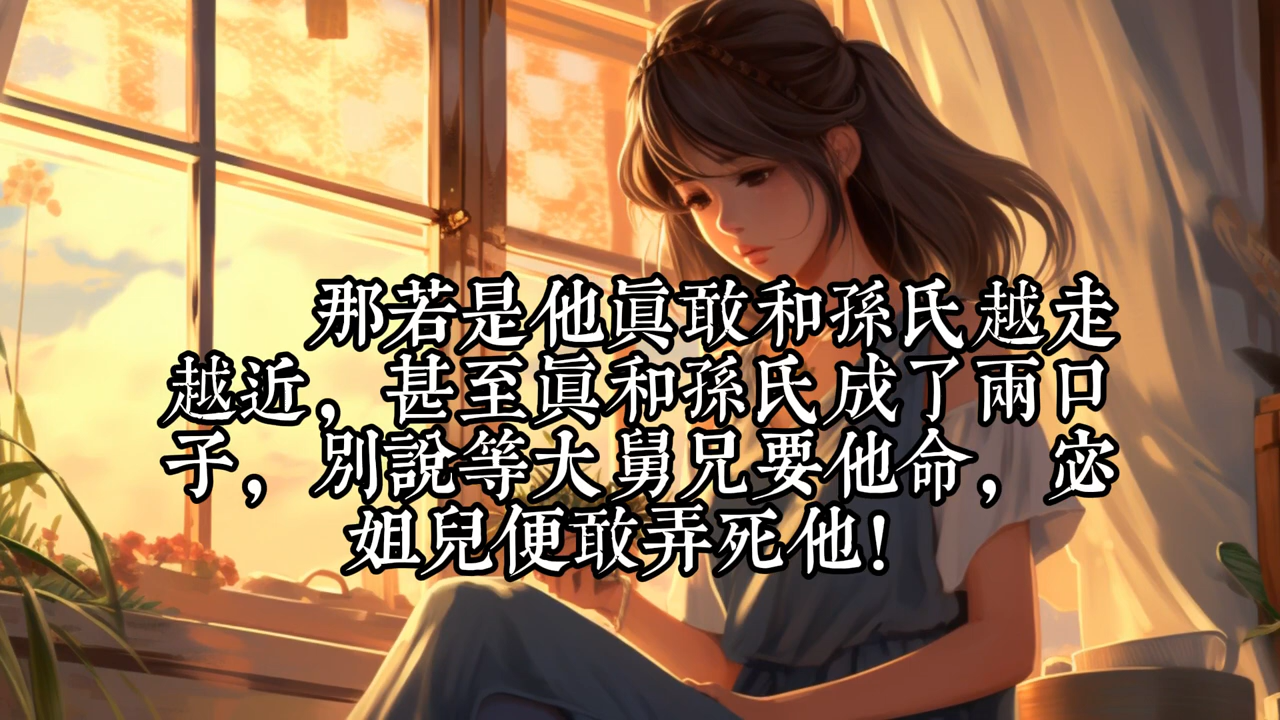 那若是他眞敢和孫氏越走
越近，甚至眞和孫氏成了兩口
子，別說等大舅兄要他命，宓
姐兒便敢弄死他！